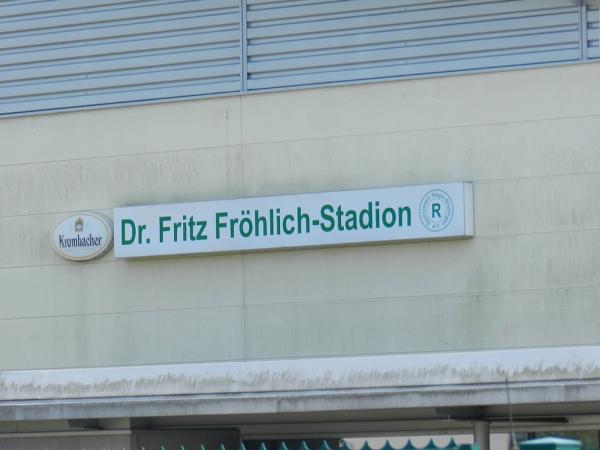 Krombacher
Dr. Fritz Fröhlich-Stadion
R